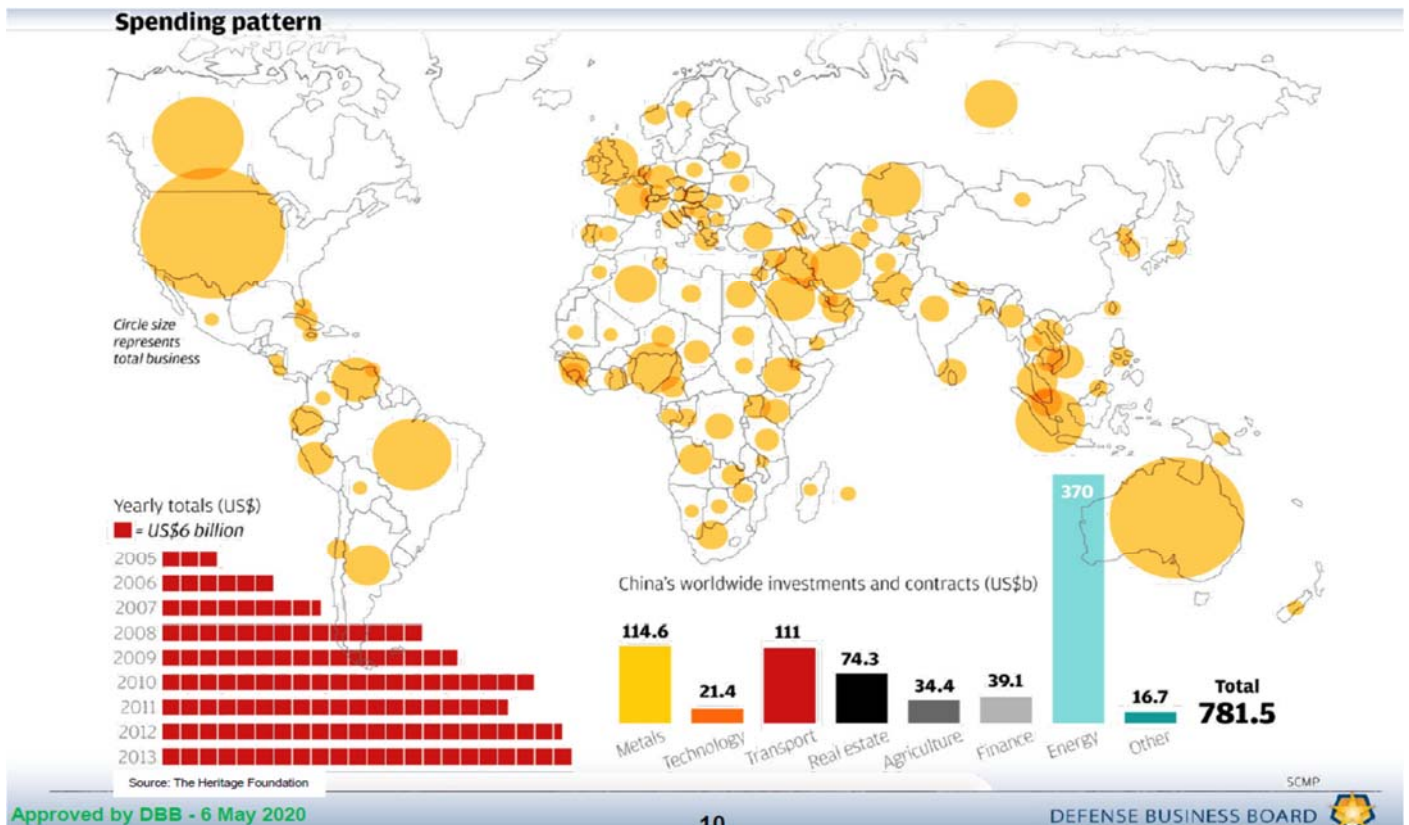 Spending pattern
Circle size
represents
total business
Yearly totals (US$)
= US$6 billion
2005
2006
2007
2008
2009
2010
2011
2012
2013
Source: The Heritage Foundation
China's worldwide investments and contracts (US$b)
114.6
Metals
21.4
Technology
111
Transport
74.3
Real estate
34.4
Agriculture
39.1
Finance
370
Energy
16.7
Other
Total
781.5
SCMP
Approved by DBB - 6 May 2020
10
DEFENSE BUSINESS BOARD